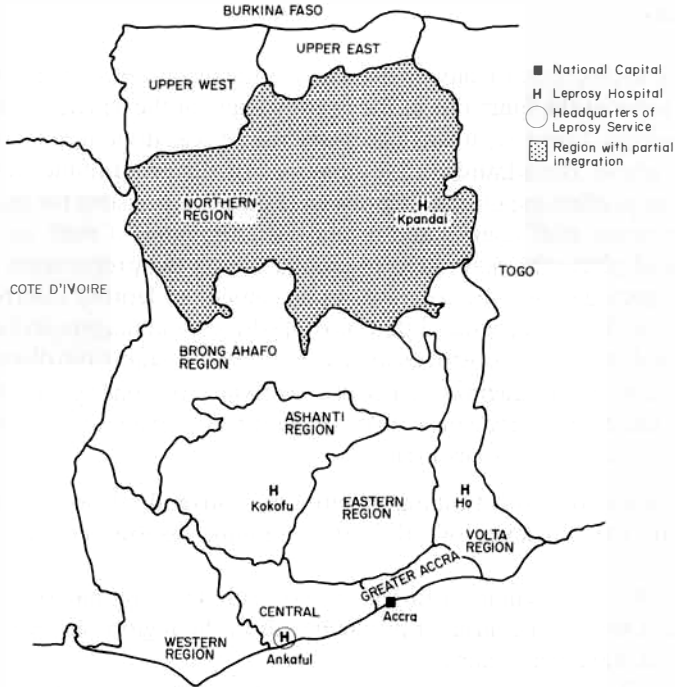 BURKINA FASO
UPPER EAST
UPPER WEST
■ National Capital
H Leprosy Hospital
Headquarters of
Leprosy Service
Region with partial
integration
NORTHERN
REGION
H
Kpandai
TOGO
COTE D'IVOIRE
BRONG AHAFO
REGION
ASHANTI
REGION
H
Kokofu
EASTERN
REGION
H
Ho
VOLTA
REGION
GREATER ACCRA
Accra
CENTRAL
H
Ankaful
WESTERN
REGION